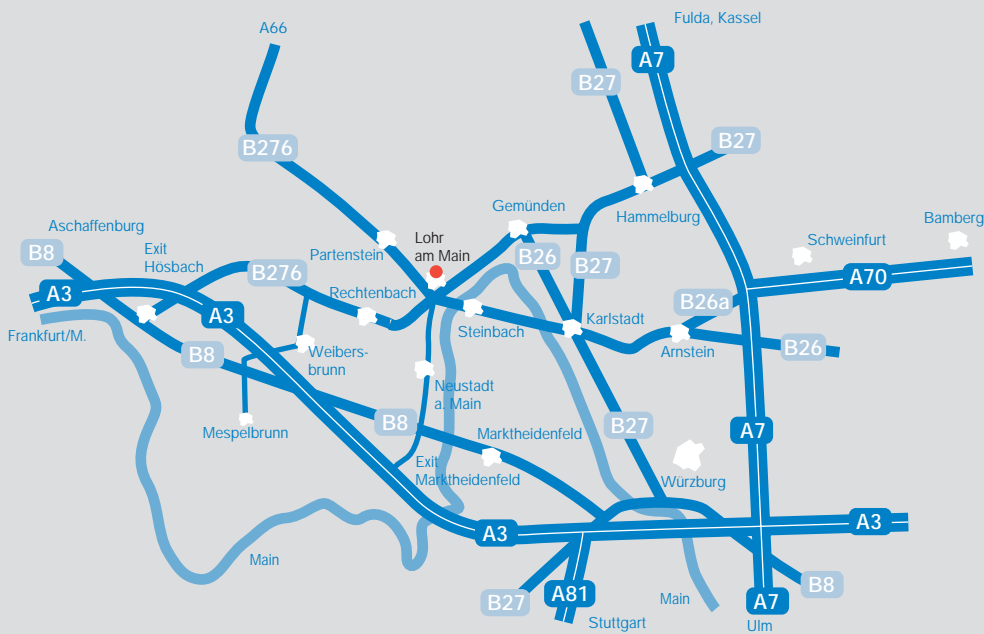 Fulda, Kassel
A66
A7
B27
B276
B27
Gemünden
Hammelburg
Bamberg
Aschaffenburg
Exit
Hösbach
Partenstein
Lohr
am Main
Schweinfurt
B8
B276
B26
B27
A70
A3
Rechtenbach
B26a
A3
Steinbach
Karlstadt
Frankfurt/M.
B8
Weibers-
brunn
Arnstein
B26
Neustadt
a. Main
Mespelbrunn
B8
Marktheidenfeld
B27
A7
Exit
Marktheidenfeld
Würzburg
A3
A3
Main
B27
A81
Main
A7
B8
Stuttgart
Ulm